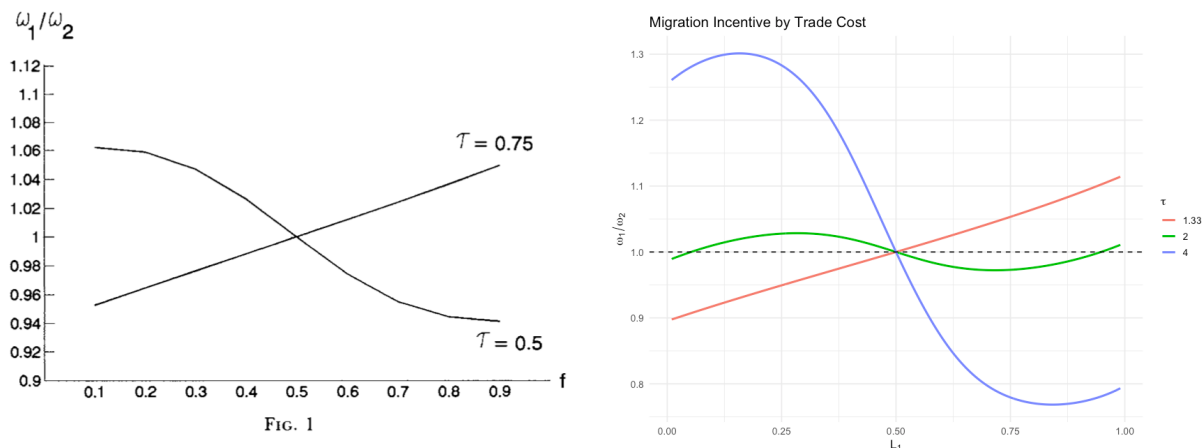 ω₁/ω₂
1.12
1.1
1.08
1.06
1.04
1.02
1
0.98
0.96
0.94
0.92
0.9
τ = 0.75
τ = 0.5
0.1 0.2 0.3 0.4 0.5 0.6 0.7 0.8 0.9 f
FIG. 1
Migration Incentive by Trade Cost
1.3
1.2
1.1
1.0
0.9
0.8
ω₁/ω₂
0.00 0.25 0.50 0.75 1.00
L₁
τ
1.33
2
4